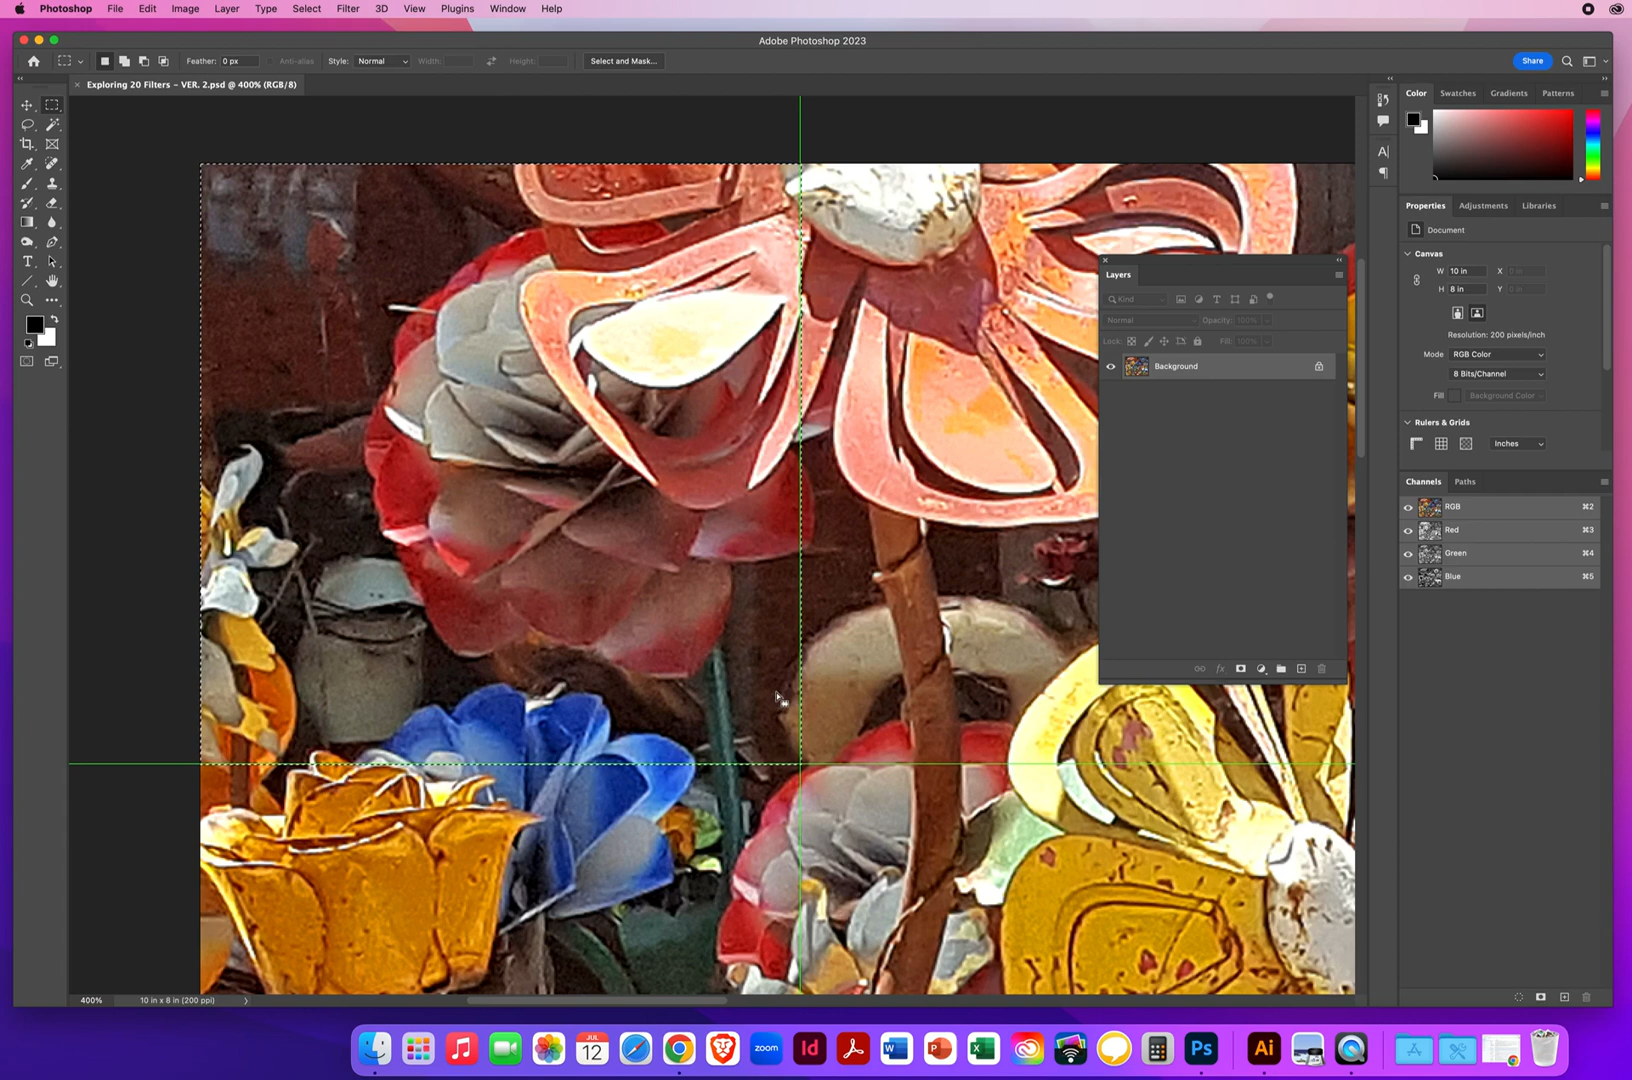 Photoshop File Edit Image Layer Type Select Filter 3D View Plugins Window Help
Adobe Photoshop 2023
Feather: 0 px Anti-alias Style: Normal Width: Height: Select and Mask... Share
× Exploring 20 Filters – VER. 2.psd @ 400% (RGB/8)
Color Swatches Gradients Patterns
Properties Adjustments Libraries
Document
Canvas
W 10 in X 0 in
H 8 in Y 0 in
Resolution: 200 pixels/inch
Mode RGB Color
8 Bits/Channel
Fill Background Color
Rulers & Grids
Inches
Channels Paths
RGB ⌘2
Red ⌘3
Green ⌘4
Blue ⌘5
Layers
Kind
Normal Opacity: 100%
Lock: Fill: 100%
Background
400% 10 in x 8 in (200 ppi)
JUL
12
zoom
Id
W
P
X
Ps
Ai